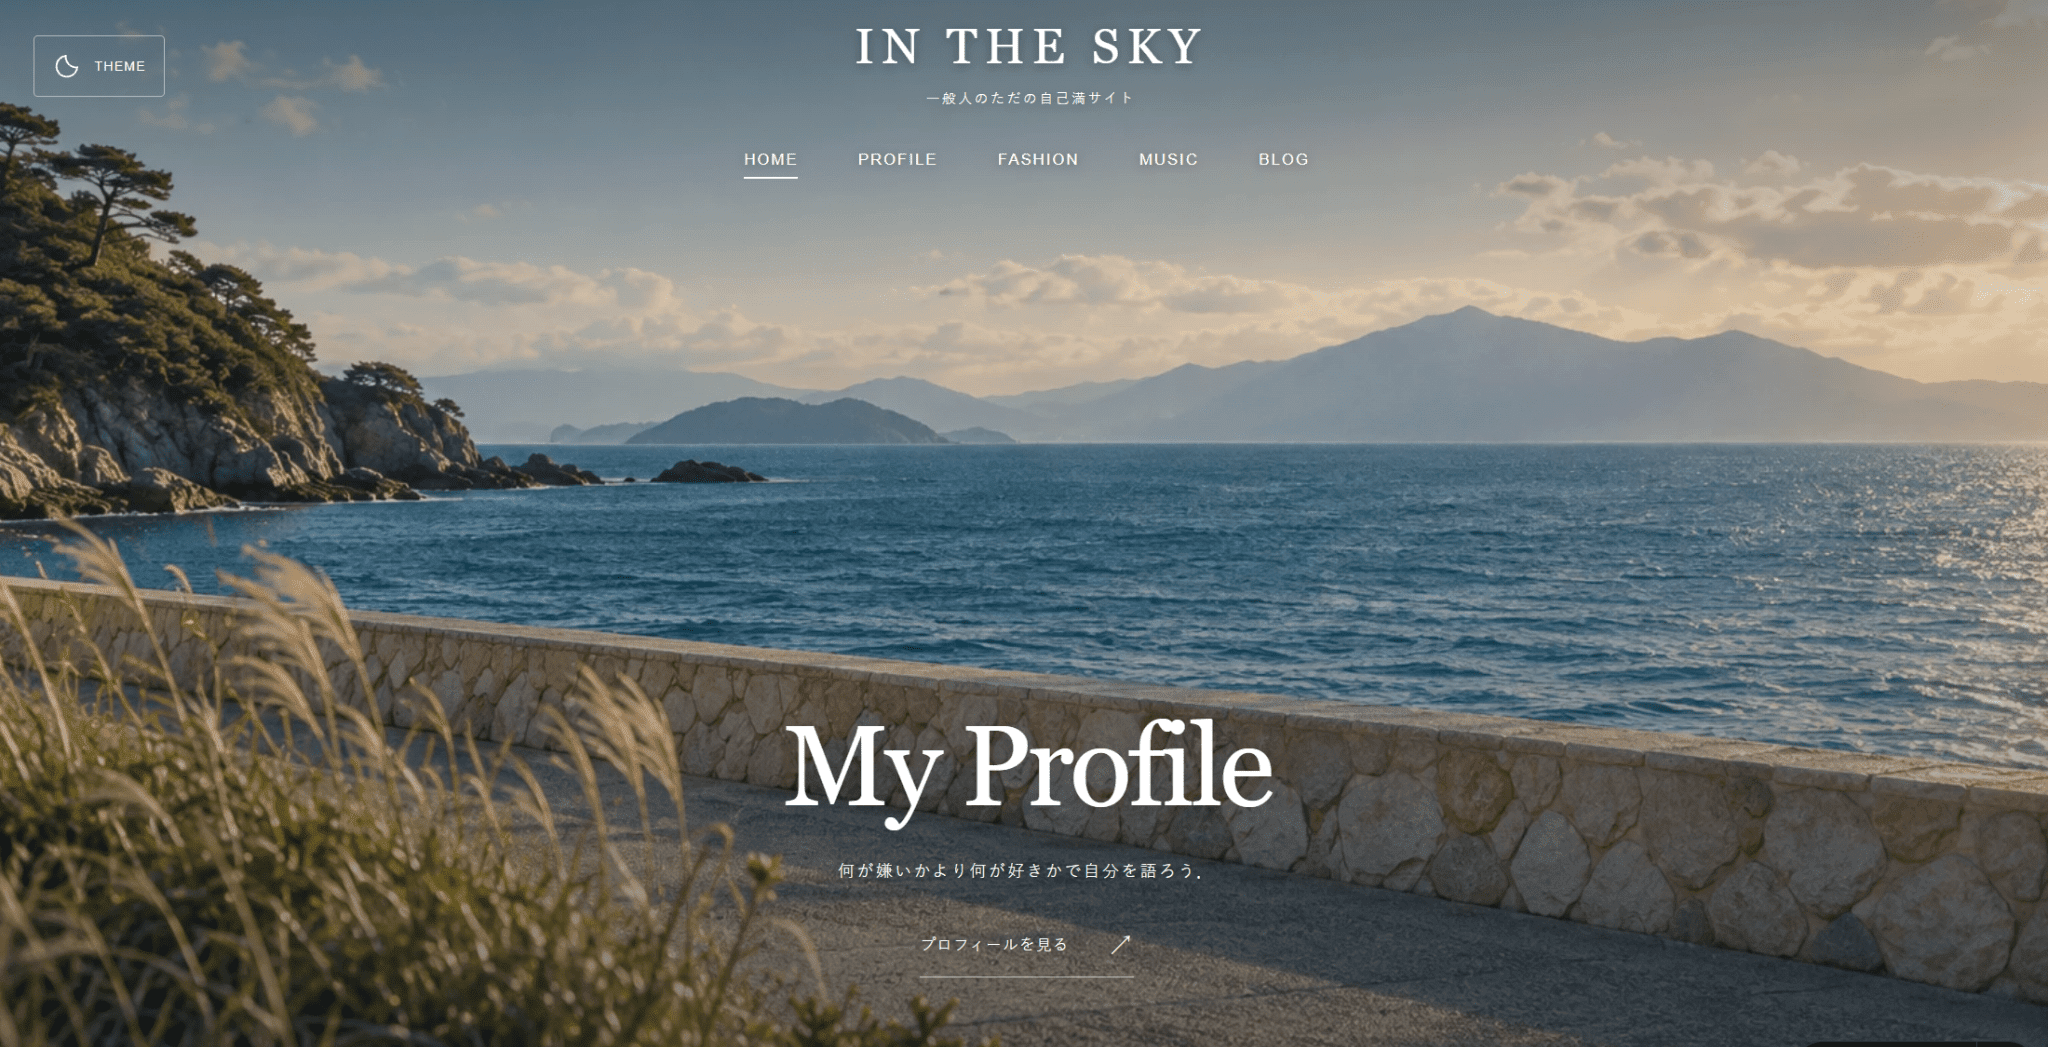 THEME
IN THE SKY
一般人のただの自己満サイト
HOME PROFILE FASHION MUSIC BLOG
My Profile
何が嫌いかより何が好きかで自分を語ろう.
プロフィールを見る